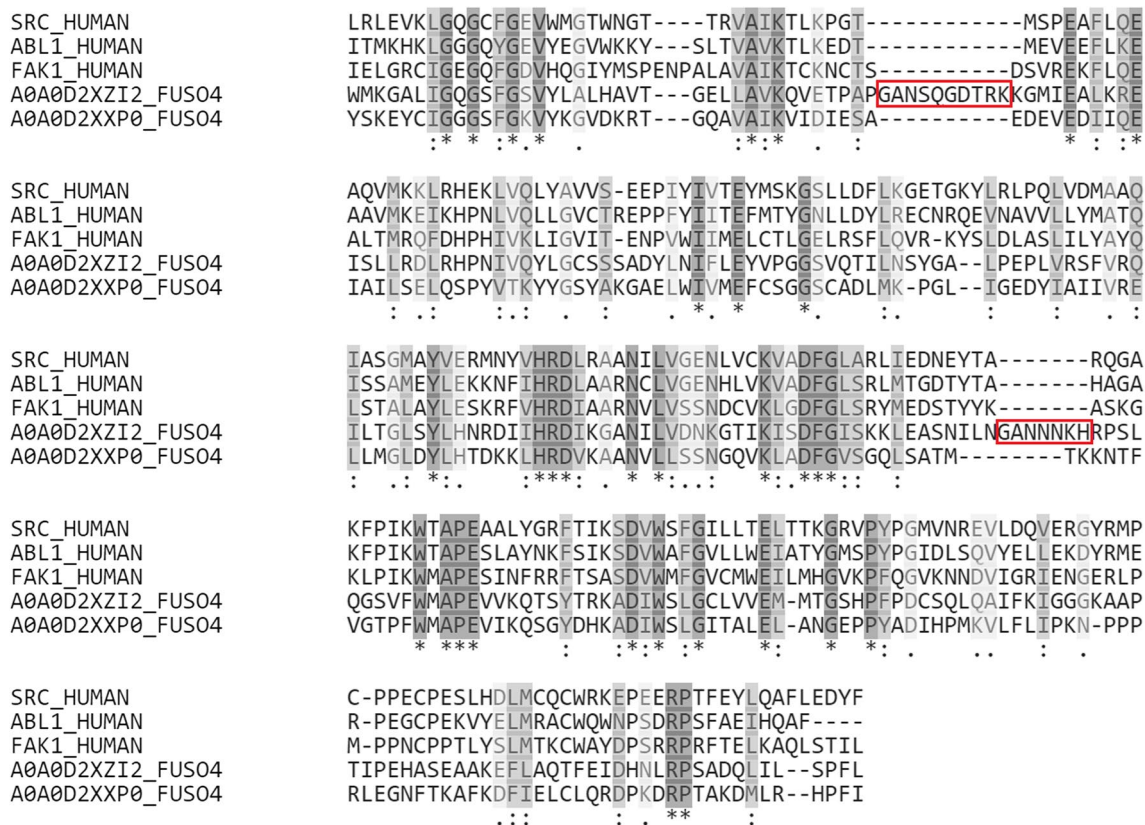 SRC_HUMAN LRLEVKLGQGCFGEVWMGTWNGT----TRVAIKTLKPGT------------MSPEAFLQE
ABL1_HUMAN ITMKHKLGGGQYGEVYEGVWKKY---SLTVAVKTLKEDT------------MEVEEFLKE
FAK1_HUMAN IELGRCIGEGQFGDVHQGIYMSPENPALAVAIKTCKNCTS----------DSVREKFLQE
A0A0D2XZI2_FUSO4 WMKGALIGQGSFGSVYLALHAVT---GELLAVKQVETPAPGANSQGDTRKKGMIEALKRE
A0A0D2XXP0_FUSO4 YSKEYCIGGGSFGKVYKGVDKRT---GQAVAIKVIDIESA----------EDEVEDIIQE
:* * :*.* . :*:* . : * : :*
SRC_HUMAN AQVMKKLRHEKLVQLYAVVS-EEPIYIVTEYMSKGSLLDFLKGETGKYLRLPQLVDMAAQ
ABL1_HUMAN AAVMKEIKHPNLVQLLGVCTREPPFYIITEFMTYGNLLDYLRECNRQEVNAVVLLYMATQ
FAK1_HUMAN ALTMRQFDHPHIVKLIGVIT-ENPVWIIMELCTLGELRSFLQVR-KYSLDLASLILYAYQ
A0A0D2XZI2_FUSO4 ISLLRDLRHPNIVQYLGCSSSADYLNIFLEYVPGGSVQTILNSYGA--LPEPLVRSFVRQ
A0A0D2XXP0_FUSO4 IAILSELQSPYVTKYYGSYAKGAELWIVMEFCSGGSCADLMK-PGL--IGEDYIAIIVRE
: .: :.: . : . *. * *. :. : : . :
SRC_HUMAN IASGMAYVERMNYVHRDLRAANILVGENLVCKVADFGLARLIEDNEYTA-------RQGA
ABL1_HUMAN ISSAMEYLEKKNFIHRDLAARNCLVGENHLVKVADFGLSRLMTGDTYTA-------HAGA
FAK1_HUMAN LSTALAYLESKRFVHRDIAARNVLVSSNDCVKLGDFGLSRYMEDSTYYK-------ASKG
A0A0D2XZI2_FUSO4 ILTGLSYLHNRDIIHRDIKGANILVDNKGTIKISDFGISKKLEASNILNGANNNKHRPSL
A0A0D2XXP0_FUSO4 LLMGLDYLHTDKKLHRDVKAANVLLSSNGQVKLADFGVSGQLSATM--------TKKNTF
: .: *:. :***: . * *:..: *:.***:: :
SRC_HUMAN KFPIKWTAPEAALYGRFTIKSDVWSFGILLTELTTKGRVPYPGMVNREVLDQVERGYRMP
ABL1_HUMAN KFPIKWTAPESLAYNKFSIKSDVWAFGVLLWEIATYGMSPYPGIDLSQVYELLEKDYRME
FAK1_HUMAN KLPIKWMAPESINFRRFTSASDVWMFGVCMWEILMHGVKPFQGVKNNDVIGRIENGERLP
A0A0D2XZI2_FUSO4 QGSVFWMAPEVVKQTSYTRKADIWSLGCLVVEM-MTGSHPFPDCSQLQAIFKIGGGKAAP
A0A0D2XXP0_FUSO4 VGTPFWMAPEVIKQSGYDHKADIWSLGITALEL-ANGEPPYADIHPMKVLFLIPKN-PPP
* *** : :*:* :* *: * *: . .. : .
SRC_HUMAN C-PPECPESLHDLMCQCWRKEPEERPTFEYLQAFLEDYF
ABL1_HUMAN R-PEGCPEKVYELMRACWQWNPSDRPSFAEIHQAF----
FAK1_HUMAN M-PPNCPPTLYSLMTKCWAYDPSRRPRFTELKAQLSTIL
A0A0D2XZI2_FUSO4 TIPEHASEAAKEFLAQTFEIDHNLRPSADQLIL--SPFL
A0A0D2XXP0_FUSO4 RLEGNFTKAFKDFIELCLQRDPKDRPTAKDMLR--HPFI
.:: : . ** :